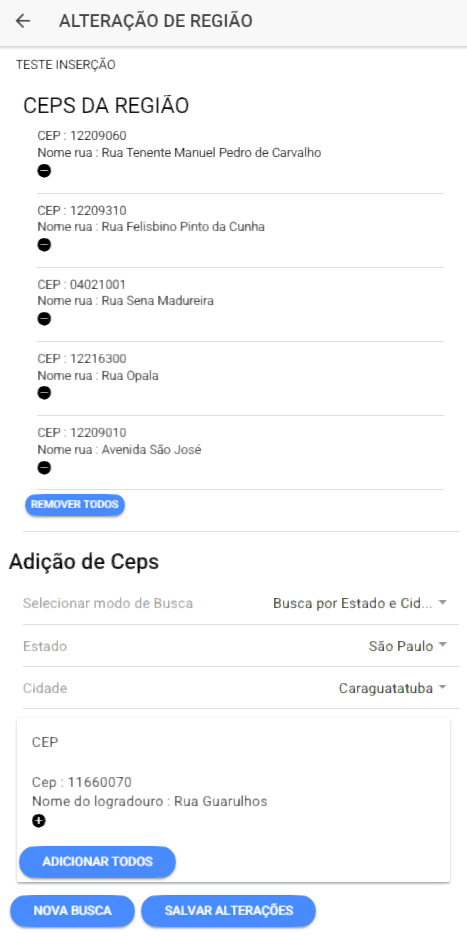 ALTERAÇÃO DE REGIÃO
TESTE INSERÇÃO
CEPS DA REGIÃO
CEP : 12209060
Nome rua : Rua Tenente Manuel Pedro de Carvalho
CEP : 12209310
Nome rua : Rua Felisbino Pinto da Cunha
CEP : 04021001
Nome rua : Rua Sena Madureira
CEP : 12216300
Nome rua : Rua Opala
CEP : 12209010
Nome rua : Avenida São José
REMOVER TODOS
Adição de Ceps
Selecionar modo de Busca Busca por Estado e Cid...
Estado São Paulo
Cidade Caraguatatuba
CEP
Cep : 11660070
Nome do logradouro : Rua Guarulhos
ADICIONAR TODOS
NOVA BUSCA SALVAR ALTERAÇÕES